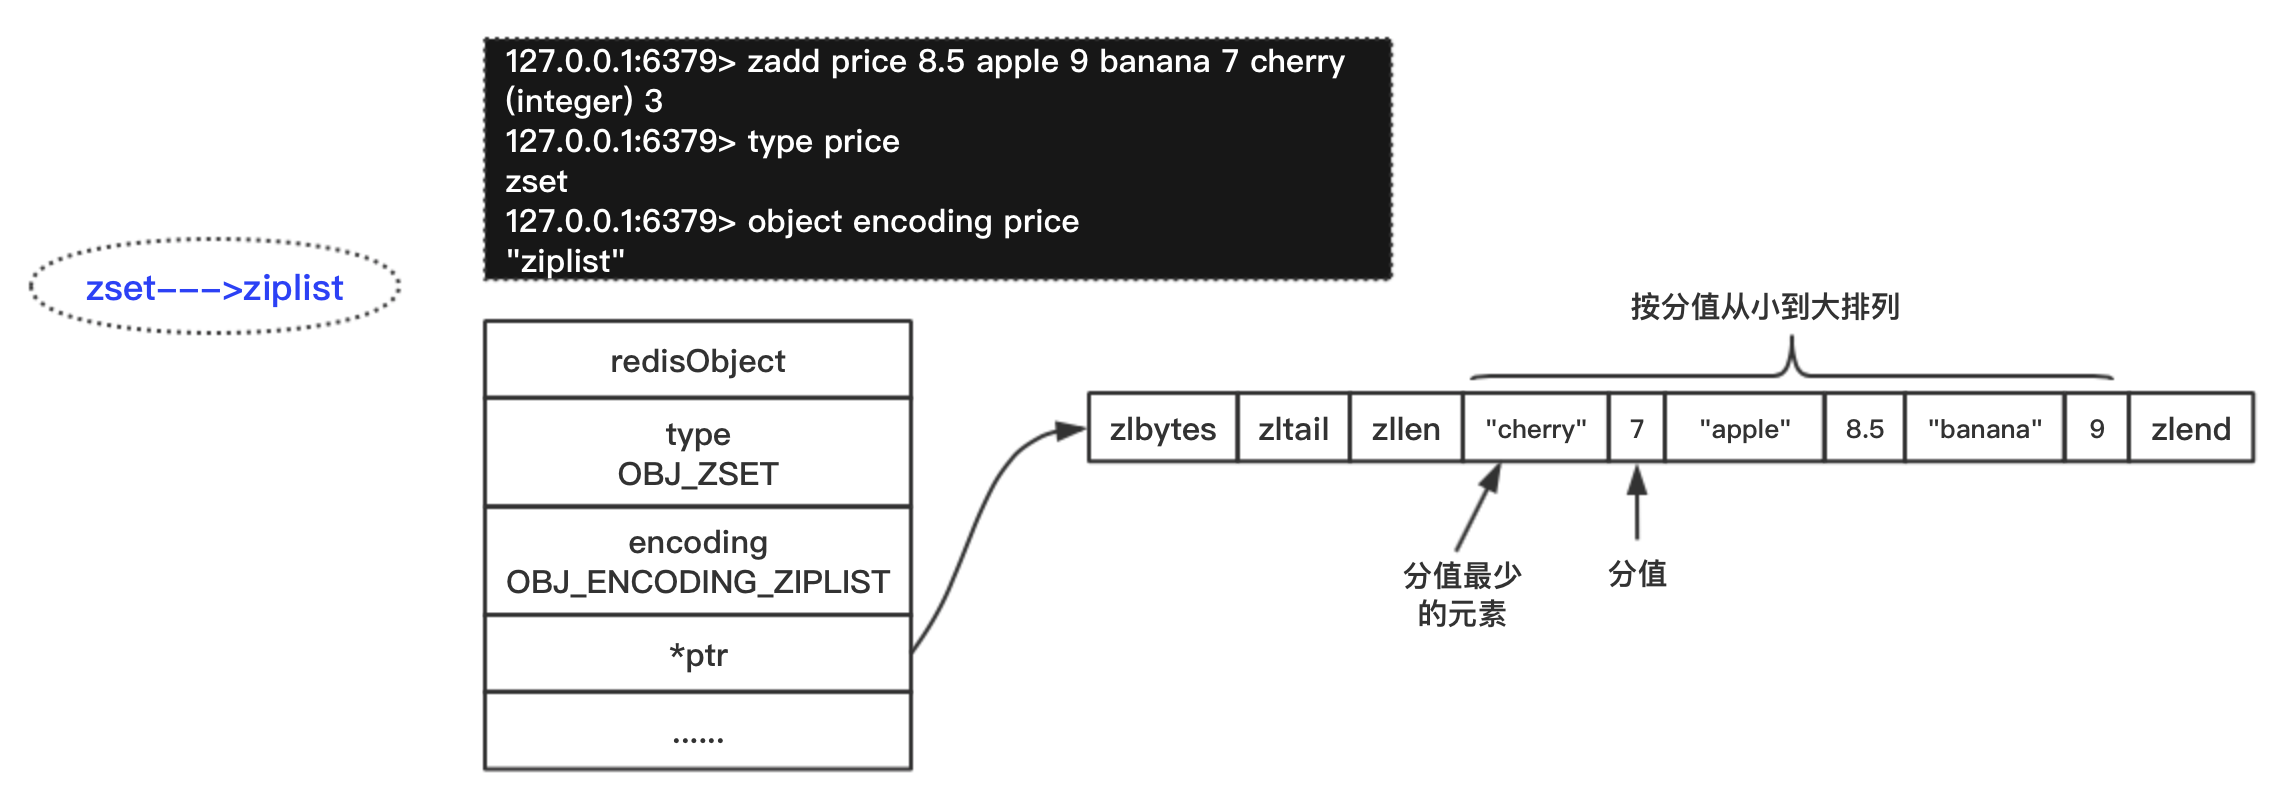 127.0.0.1:6379> zadd price 8.5 apple 9 banana 7 cherry
(integer) 3
127.0.0.1:6379> type price
zset
127.0.0.1:6379> object encoding price
"ziplist"
zset--->ziplist
redisObject
type
OBJ_ZSET
encoding
OBJ_ENCODING_ZIPLIST
*ptr
......
按分值从小到大排列
zlbytes zltail zllen "cherry" 7 "apple" 8.5 "banana" 9 zlend
分值最少
的元素
分值